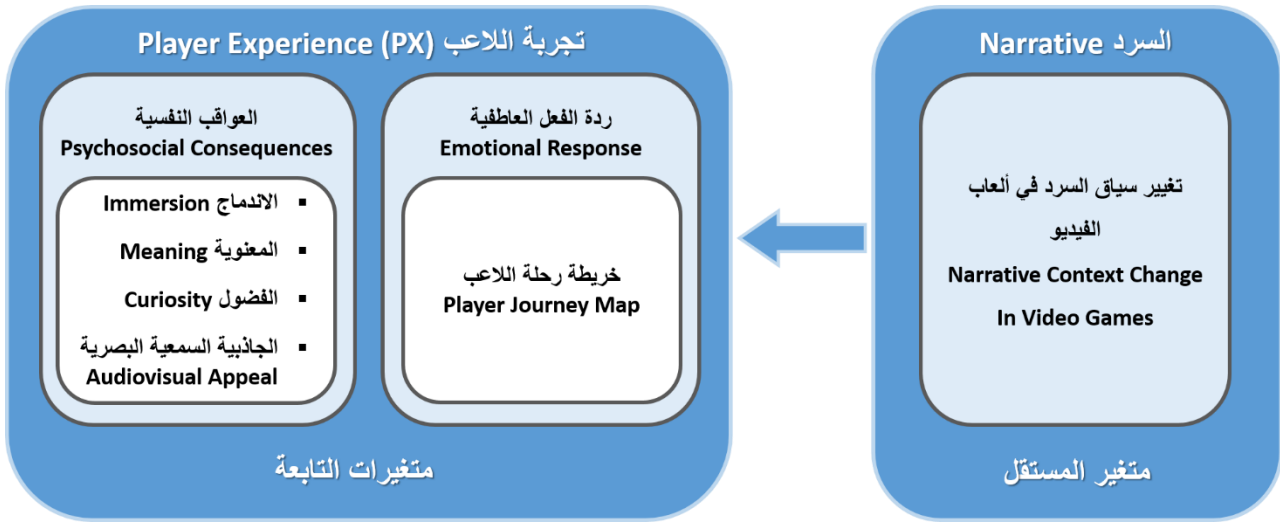 السرد Narrative
تغيير سياق السرد في ألعاب
الفيديو
Narrative Context Change
In Video Games
متغير المستقل
تجربة اللاعب Player Experience (PX)
ردة الفعل العاطفية
Emotional Response
خريطة رحلة اللاعب
Player Journey Map
العواقب النفسية
Psychosocial Consequences
▪ الاندماج Immersion
▪ المعنوية Meaning
▪ الفضول Curiosity
▪ الجاذبية السمعية البصرية
Audiovisual Appeal
متغيرات التابعة